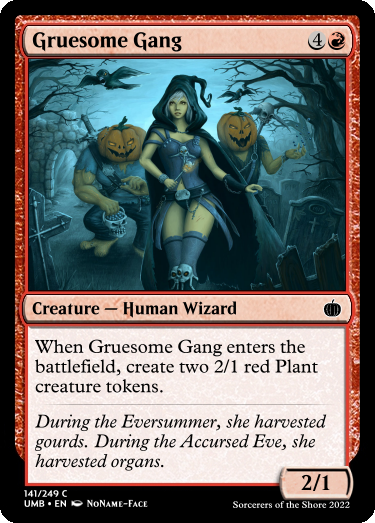 Gruesome Gang 4
Creature — Human Wizard
When Gruesome Gang enters the
battlefield, create two 2/1 red Plant
creature tokens.
During the Eversummer, she harvested
gourds. During the Accursed Eve, she
harvested organs.
2/1
141/249 C
UMB • EN NoName-Face
Sorcerers of the Shore 2022